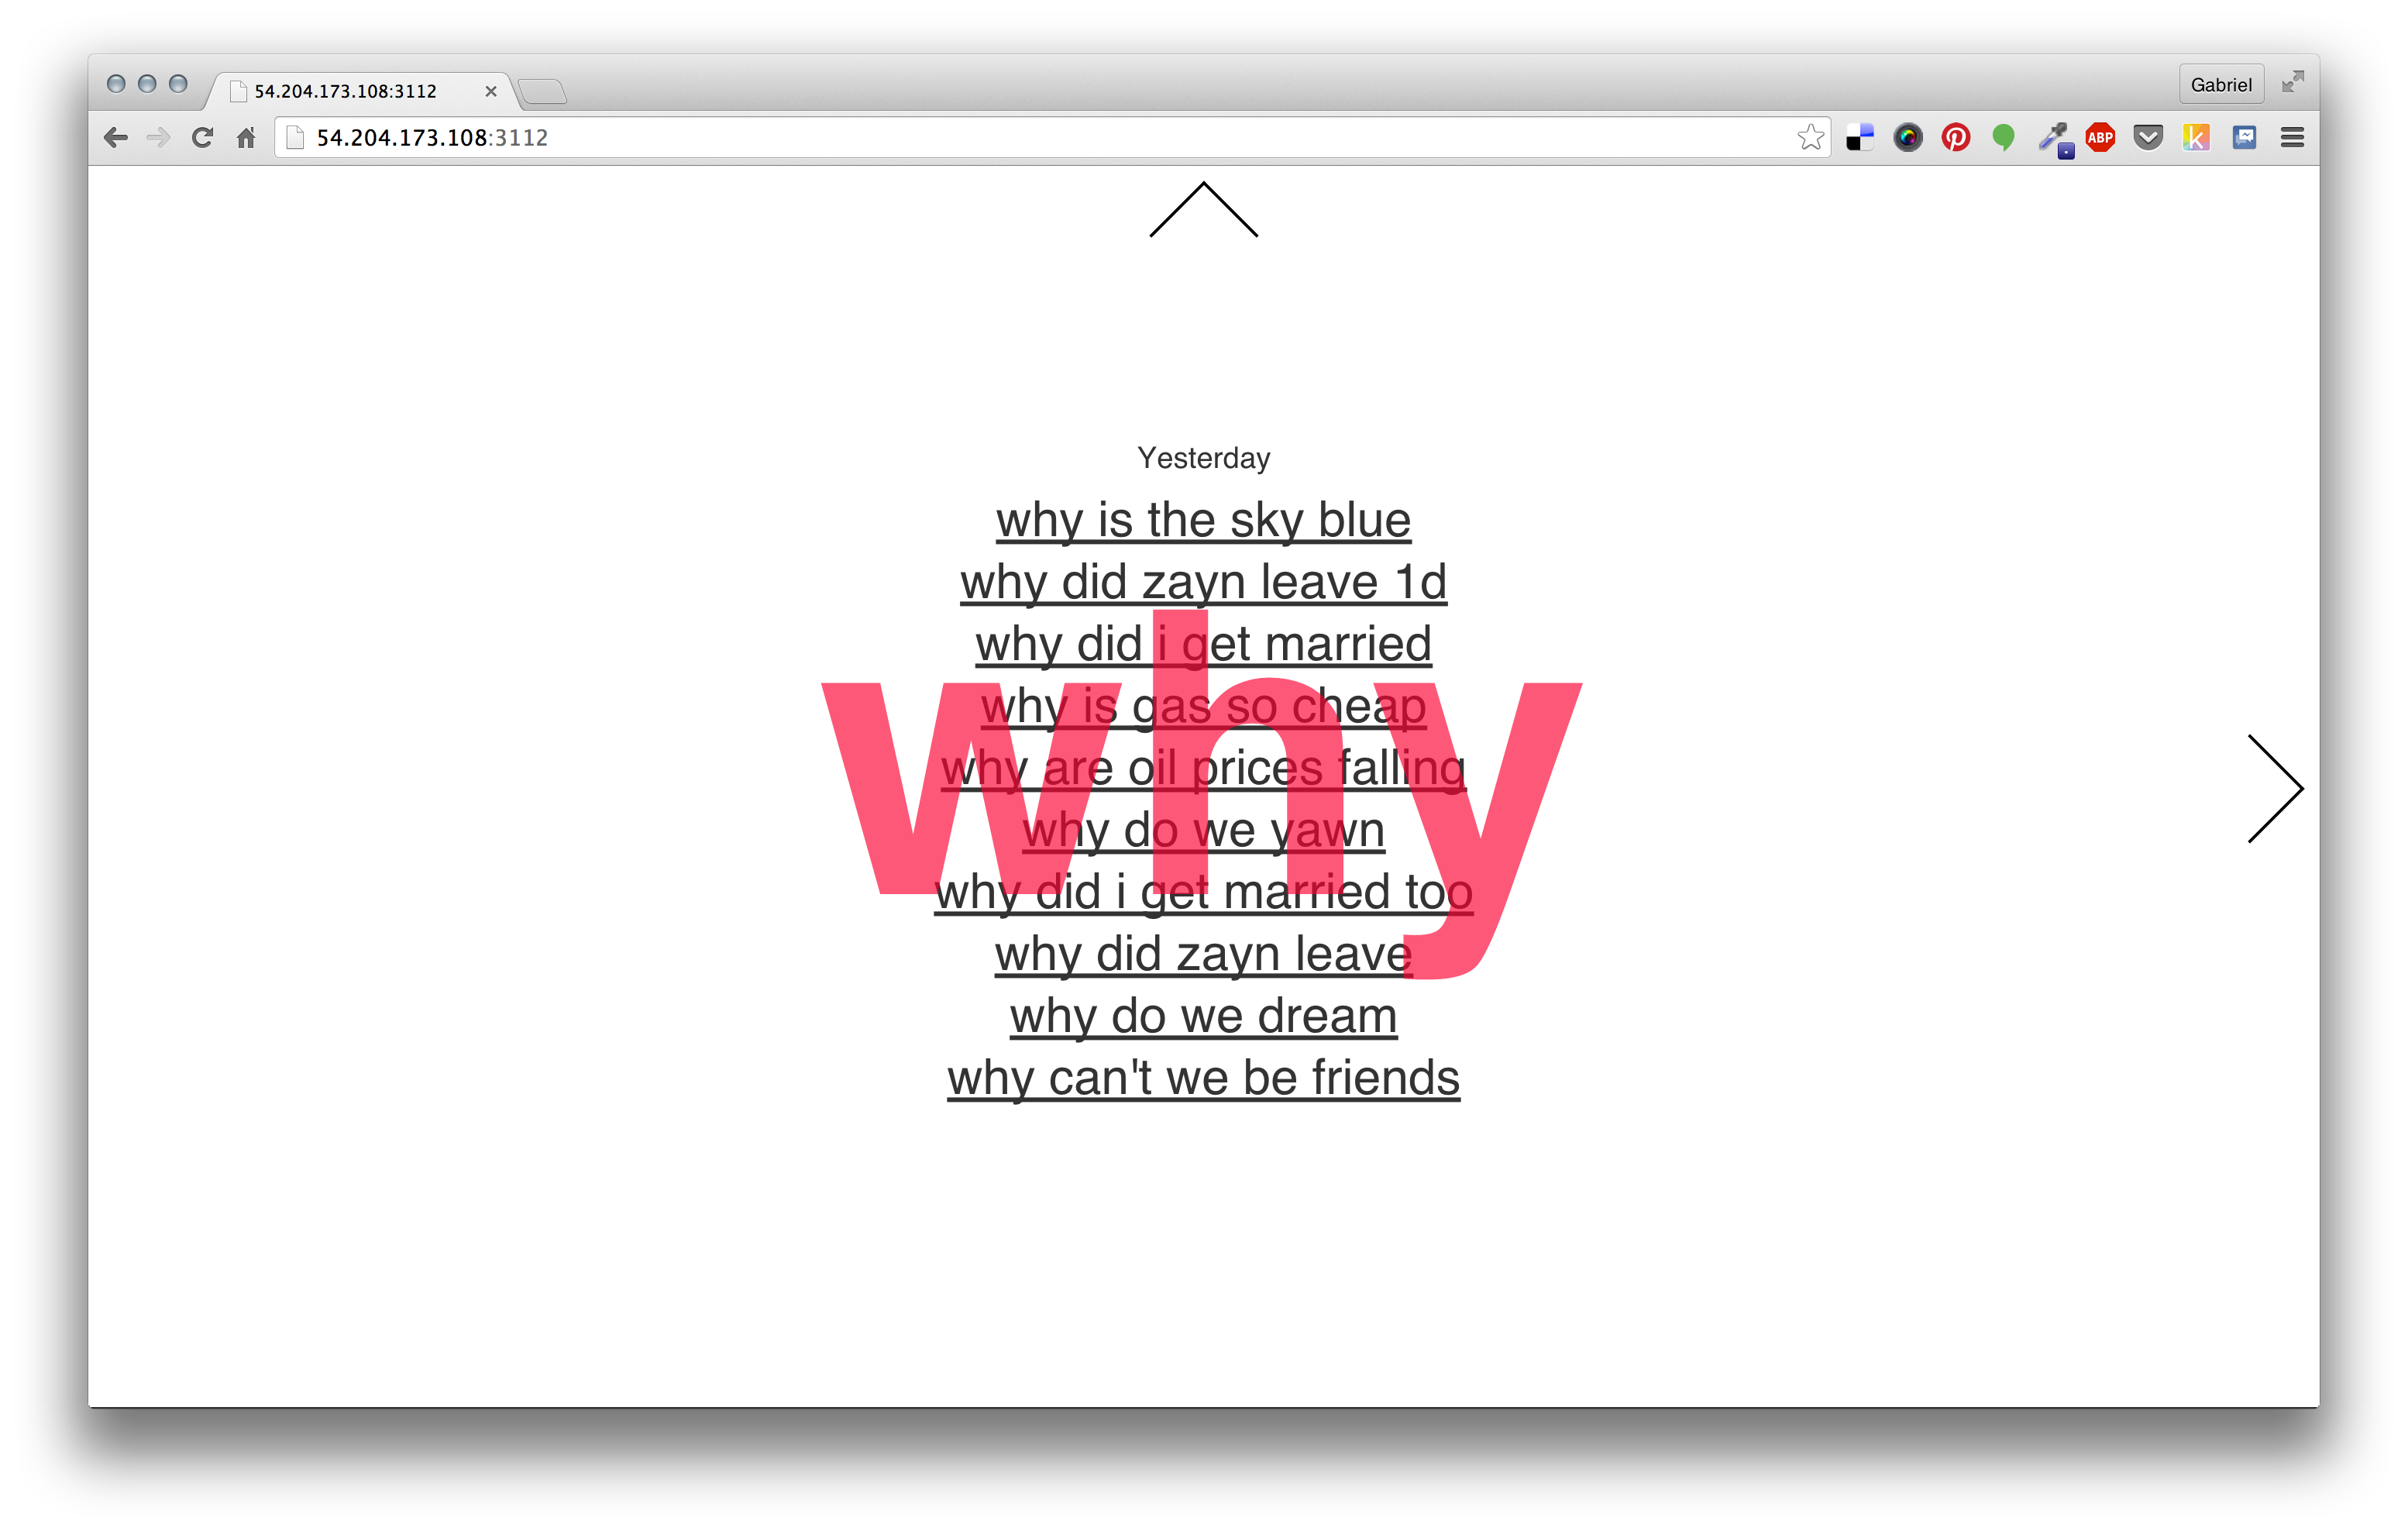 54.204.173.108:3112
Gabriel
54.204.173.108:3112
ABP
k
Yesterday
why is the sky blue
why did zayn leave 1d
why did i get married
why is gas so cheap
why are oil prices falling
why do we yawn
why did i get married too
why did zayn leave
why do we dream
why can't we be friends
why